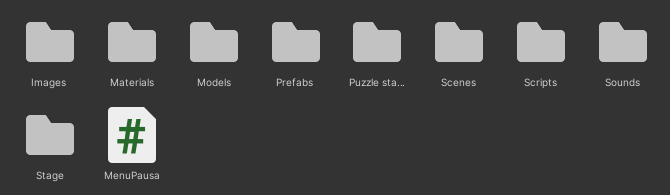 Images Materials Models Prefabs Puzzle sta... Scenes Scripts Sounds
Stage #
MenuPausa